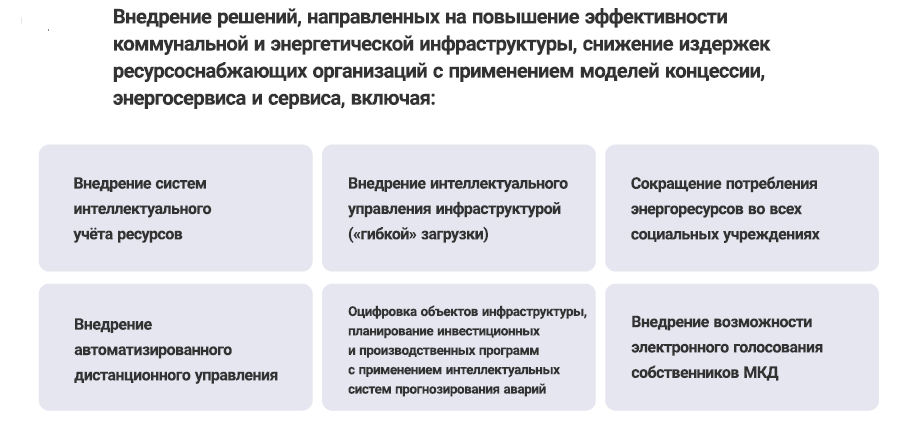 Внедрение решений, направленных на повышение эффективности
коммунальной и энергетической инфраструктуры, снижение издержек
ресурсоснабжающих организаций с применением моделей концессии,
энергосервиса и сервиса, включая:
Внедрение систем
интеллектуального
учёта ресурсов
Внедрение интеллектуального
управления инфраструктурой
(«гибкой» загрузки)
Сокращение потребления
энергоресурсов во всех
социальных учреждениях
Внедрение
автоматизированного
дистанционного управления
Оцифровка объектов инфраструктуры,
планирование инвестиционных
и производственных программ
с применением интеллектуальных
систем прогнозирования аварий
Внедрение возможности
электронного голосования
собственников МКД